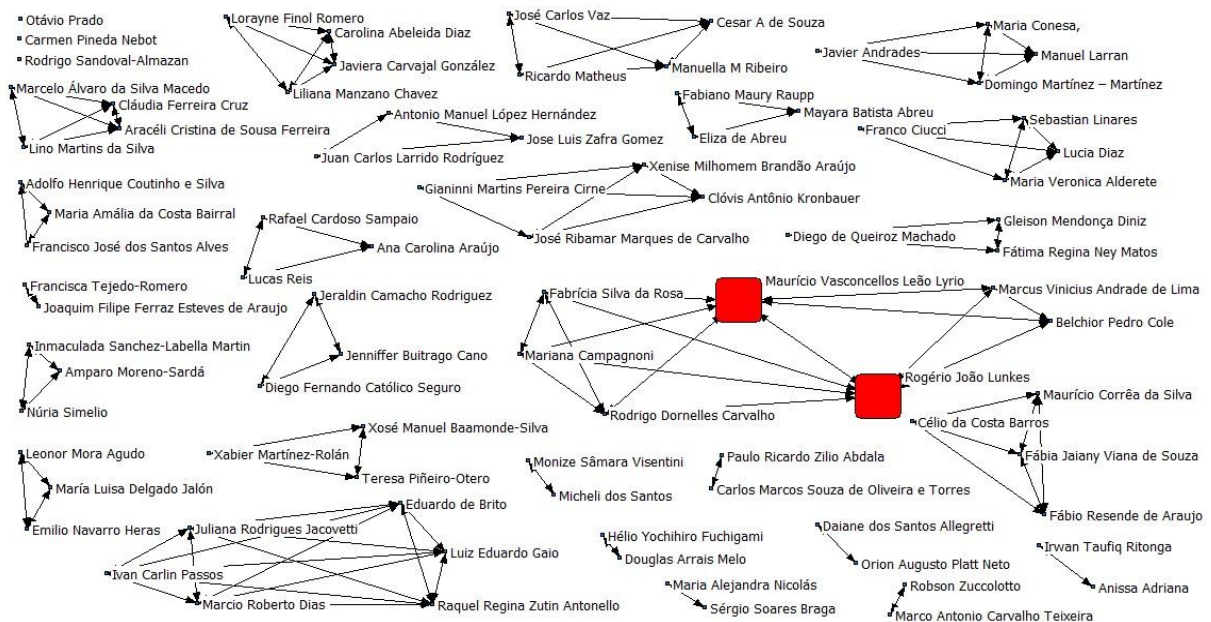 Otávio Prado
Carmen Pineda Nebot
Rodrigo Sandoval-Almazan
Lorayne Finol Romero
Carolina Abeleida Diaz
Javiera Carvajal González
Liliana Manzano Chavez
José Carlos Vaz
Cesar A de Souza
Ricardo Matheus
Manuella M Ribeiro
Maria Conesa,
Javier Andrades
Manuel Larran
Domingo Martínez – Martínez
Marcelo Álvaro da Silva Macedo
Cláudia Ferreira Cruz
Aracéli Cristina de Sousa Ferreira
Lino Martins da Silva
Antonio Manuel López Hernández
Jose Luis Zafra Gomez
Juan Carlos Larrido Rodríguez
Fabiano Maury Raupp
Mayara Batista Abreu
Eliza de Abreu
Sebastian Linares
Franco Ciucci
Lucia Diaz
Maria Veronica Alderete
Adolfo Henrique Coutinho e Silva
Maria Amália da Costa Bairral
Francisco José dos Santos Alves
Xenise Milhomem Brandão Araújo
Gianinni Martins Pereira Cirne
Clóvis Antônio Kronbauer
José Ribamar Marques de Carvalho
Rafael Cardoso Sampaio
Ana Carolina Araújo
Lucas Reis
Gleison Mendonça Diniz
Diego de Queiroz Machado
Fátima Regina Ney Matos
Francisca Tejedo-Romero
Joaquim Filipe Ferraz Esteves de Araujo
Jeraldin Camacho Rodriguez
Jenniffer Buitrago Cano
Diego Fernando Católico Seguro
Fabrícia Silva da Rosa
Maurício Vasconcellos Leão Lyrio
Marcus Vinicius Andrade de Lima
Belchior Pedro Cole
Mariana Campagnoni
Rogério João Lunkes
Rodrigo Dornelles Carvalho
Inmaculada Sanchez-Labella Martin
Amparo Moreno-Sardá
Núria Simelio
Maurício Corrêa da Silva
Célio da Costa Barros
Fábia Jaiany Viana de Souza
Fábio Resende de Araujo
Leonor Mora Agudo
María Luisa Delgado Jalón
Emilio Navarro Heras
Xosé Manuel Baamonde-Silva
Xabier Martínez-Rolán
Teresa Piñeiro-Otero
Monize Sâmara Visentini
Micheli dos Santos
Paulo Ricardo Zilio Abdala
Carlos Marcos Souza de Oliveira e Torres
Eduardo de Brito
Juliana Rodrigues Jacovetti
Luiz Eduardo Gaio
Ivan Carlin Passos
Marcio Roberto Dias
Raquel Regina Zutin Antonello
Hélio Yochihiro Fuchigami
Douglas Arrais Melo
Daiane dos Santos Allegretti
Orion Augusto Platt Neto
Irwan Taufiq Ritonga
Anissa Adriana
Maria Alejandra Nicolás
Sérgio Soares Braga
Robson Zuccolotto
Marco Antonio Carvalho Teixeira